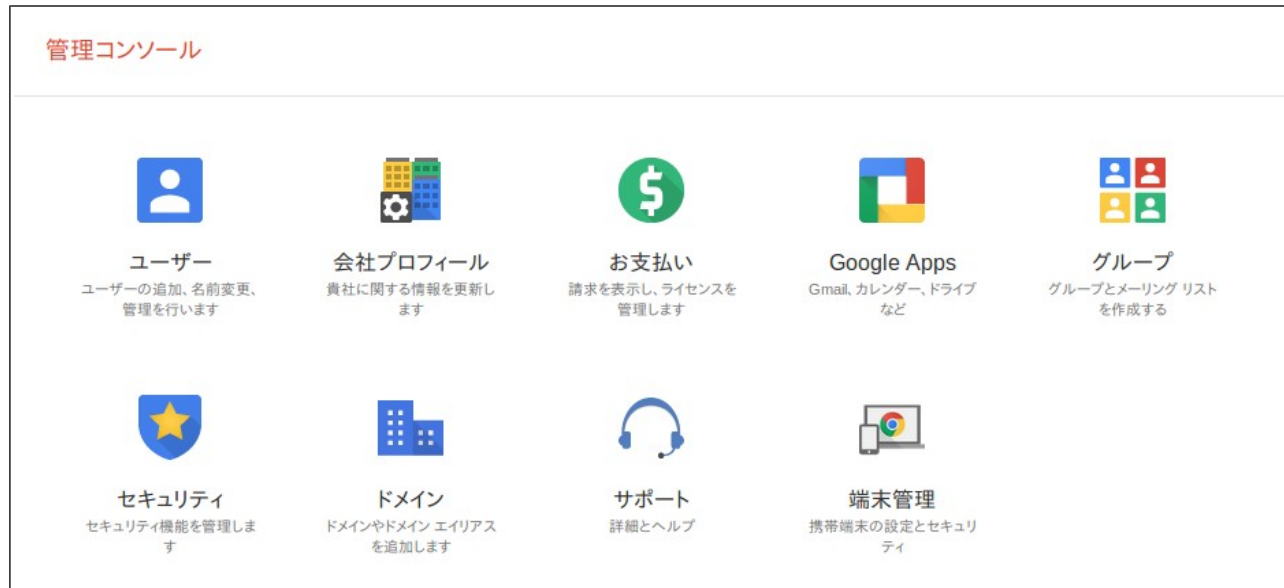 管理コンソール
ユーザー
ユーザーの追加、名前変更、
管理を行います
会社プロフィール
貴社に関する情報を更新し
ます
お支払い
請求を表示し、ライセンスを
管理します
Google Apps
Gmail、カレンダー、ドライブ
など
グループ
グループとメーリング リスト
を作成する
セキュリティ
セキュリティ機能を管理しま
す
ドメイン
ドメインやドメイン エイリアス
を追加します
サポート
詳細とヘルプ
端末管理
携帯端末の設定とセキュリ
ティ